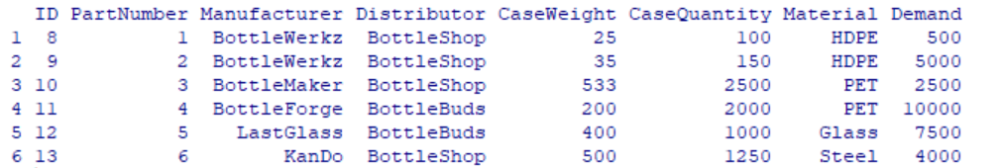 ID PartNumber Manufacturer Distributor CaseWeight CaseQuantity Material Demand
1 8 1 BottleWerkz BottleShop 25 100 HDPE 500
2 9 2 BottleWerkz BottleShop 35 150 HDPE 5000
3 10 3 BottleMaker BottleShop 533 2500 PET 2500
4 11 4 BottleForge BottleBuds 200 2000 PET 10000
5 12 5 LastGlass BottleBuds 400 1000 Glass 7500
6 13 6 KanDo BottleShop 500 1250 Steel 4000